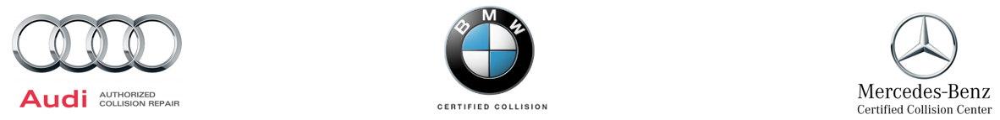 Audi AUTHORIZED
COLLISION REPAIR
BMW
CERTIFIED COLLISION
Mercedes-Benz
Certified Collision Center